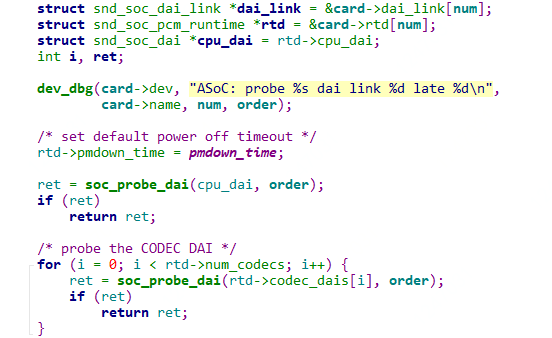 struct snd_soc_dai_link *dai_link = &card->dai_link[num];
struct snd_soc_pcm_runtime *rtd = &card->rtd[num];
struct snd_soc_dai *cpu_dai = rtd->cpu_dai;
int i, ret;
dev_dbg(card->dev, "ASoC: probe %s dai link %d late %d\n",
card->name, num, order);
/* set default power off timeout */
rtd->pmdown_time = pmdown_time;
ret = soc_probe_dai(cpu_dai, order);
if (ret)
return ret;
/* probe the CODEC DAI */
for (i = 0; i < rtd->num_codecs; i++) {
ret = soc_probe_dai(rtd->codec_dais[i], order);
if (ret)
return ret;
}